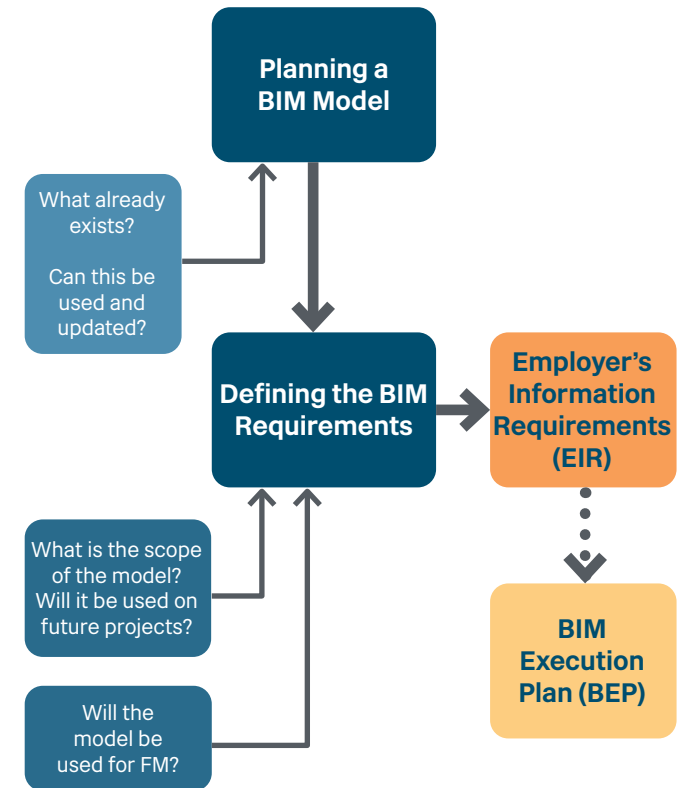 Planning a
BIM Model
What already
exists?
Can this be
used and
updated?
Defining the BIM
Requirements
Employer’s
Information
Requirements
(EIR)
What is the scope
of the model?
Will it be used on
future projects?
BIM
Execution
Plan (BEP)
Will the
model be
used for FM?